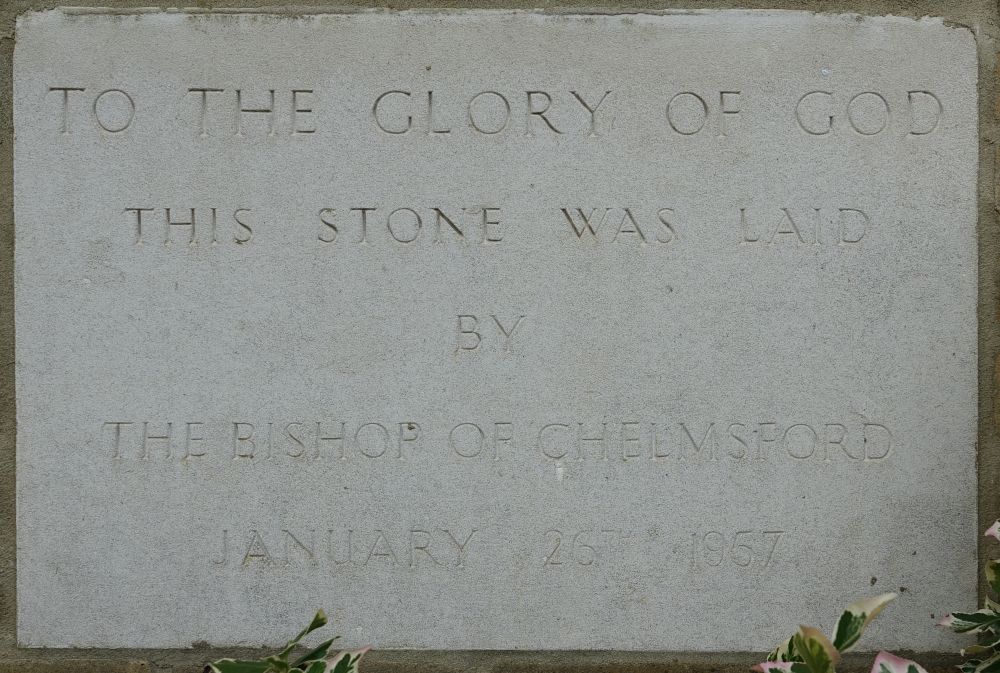 TO THE GLORY OF GOD
THIS STONE WAS LAID
BY
THE BISHOP OF CHELMSFORD
JANUARY 26TH 1957